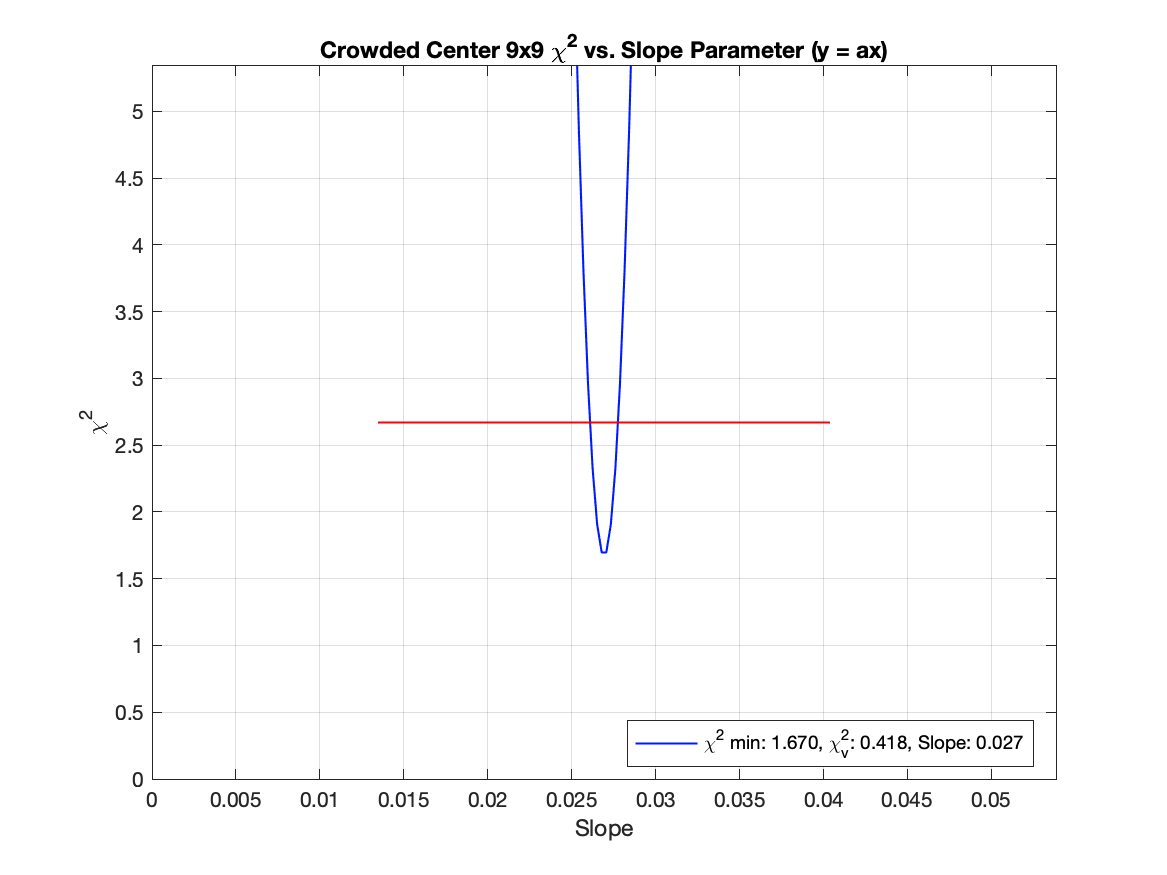 Crowded Center 9x9 χ² vs. Slope Parameter (y = ax)
5
4.5
4
3.5
3
2.5
2
1.5
1
0.5
0
χ²
0 0.005 0.01 0.015 0.02 0.025 0.03 0.035 0.04 0.045 0.05
Slope
χ² min: 1.670, χ²ᵥ: 0.418, Slope: 0.027